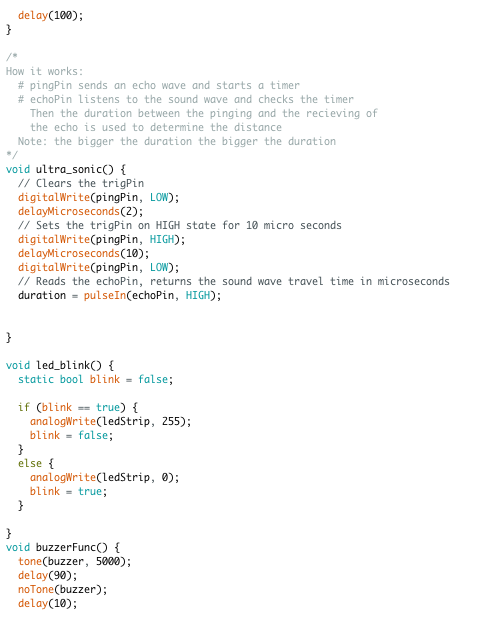 delay(100);
}
/*
How it works:
  # pingPin sends an echo wave and starts a timer
  # echoPin listens to the sound wave and checks the timer
    Then the duration between the pinging and the recieving of
    the echo is used to determine the distance
  Note: the bigger the duration the bigger the duration
*/
void ultra_sonic() {
  // Clears the trigPin
  digitalWrite(pingPin, LOW);
  delayMicroseconds(2);
  // Sets the trigPin on HIGH state for 10 micro seconds
  digitalWrite(pingPin, HIGH);
  delayMicroseconds(10);
  digitalWrite(pingPin, LOW);
  // Reads the echoPin, returns the sound wave travel time in microseconds
  duration = pulseIn(echoPin, HIGH);
}
void led_blink() {
  static bool blink = false;
  if (blink == true) {
    analogWrite(ledStrip, 255);
    blink = false;
  }
  else {
    analogWrite(ledStrip, 0);
    blink = true;
  }
}
void buzzerFunc() {
  tone(buzzer, 5000);
  delay(90);
  noTone(buzzer);
  delay(10);